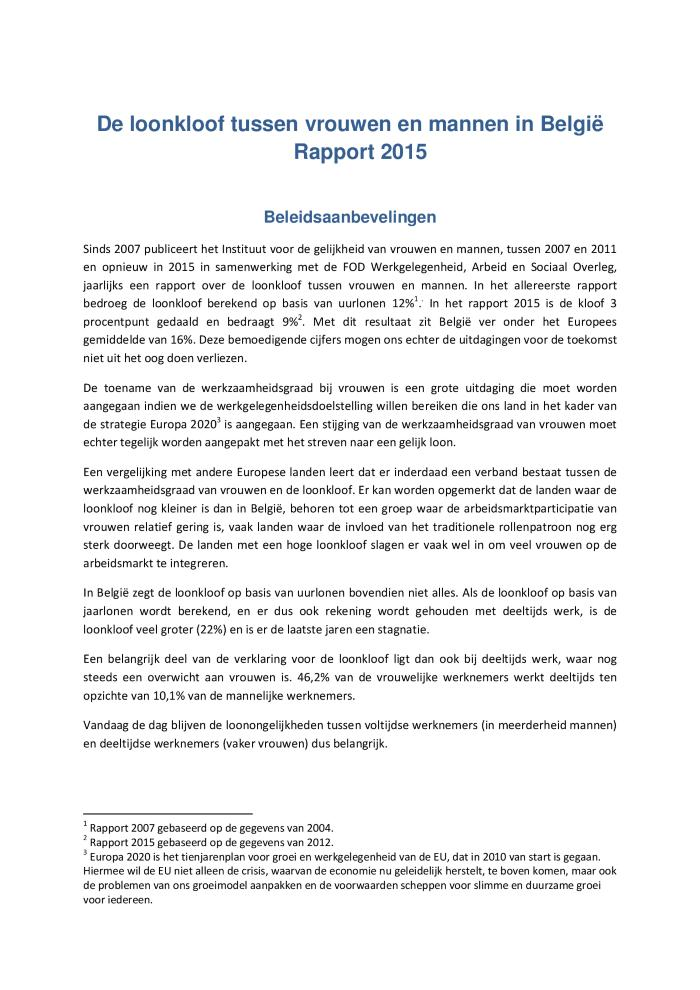 De loonkloof tussen vrouwen en mannen in België
Rapport 2015
Beleidsaanbevelingen
Sinds 2007 publiceert het Instituut voor de gelijkheid van vrouwen en mannen, tussen 2007 en 2011
en opnieuw in 2015 in samenwerking met de FOD Werkgelegenheid, Arbeid en Sociaal Overleg,
jaarlijks een rapport over de loonkloof tussen vrouwen en mannen. In het allereerste rapport
bedroeg de loonkloof berekend op basis van uurlonen 12%¹. In het rapport 2015 is de kloof 3
procentpunt gedaald en bedraagt 9%². Met dit resultaat zit België ver onder het Europees
gemiddelde van 16%. Deze bemoedigende cijfers mogen ons echter de uitdagingen voor de toekomst
niet uit het oog doen verliezen.
De toename van de werkzaamheidsgraad bij vrouwen is een grote uitdaging die moet worden
aangegaan indien we de werkgelegenheidsdoelstelling willen bereiken die ons land in het kader van
de strategie Europa 2020³ is aangegaan. Een stijging van de werkzaamheidsgraad van vrouwen moet
echter tegelijk worden aangepakt met het streven naar een gelijk loon.
Een vergelijking met andere Europese landen leert dat er inderdaad een verband bestaat tussen de
werkzaamheidsgraad van vrouwen en de loonkloof. Er kan worden opgemerkt dat de landen waar de
loonkloof nog kleiner is dan in België, behoren tot een groep waar de arbeidsmarktparticipatie van
vrouwen relatief gering is, vaak landen waar de invloed van het traditionele rollenpatroon nog erg
sterk doorweegt. De landen met een hoge loonkloof slagen er vaak wel in om veel vrouwen op de
arbeidsmarkt te integreren.
In België zegt de loonkloof op basis van uurlonen bovendien niet alles. Als de loonkloof op basis van
jaarlonen wordt berekend, en er dus ook rekening wordt gehouden met deeltijds werk, is de
loonkloof veel groter (22%) en is er de laatste jaren een stagnatie.
Een belangrijk deel van de verklaring voor de loonkloof ligt dan ook bij deeltijds werk, waar nog
steeds een overwicht aan vrouwen is. 46,2% van de vrouwelijke werknemers werkt deeltijds ten
opzichte van 10,1% van de mannelijke werknemers.
Vandaag de dag blijven de loonongelijkheden tussen voltijdse werknemers (in meerderheid mannen)
en deeltijdse werknemers (vaker vrouwen) dus belangrijk.
¹ Rapport 2007 gebaseerd op de gegevens van 2004.
² Rapport 2015 gebaseerd op de gegevens van 2012.
³ Europa 2020 is het tienjarenplan voor groei en werkgelegenheid van de EU, dat in 2010 van start is gegaan.
Hiermee wil de EU niet alleen de crisis, waarvan de economie nu geleidelijk herstelt, te boven komen, maar ook
de problemen van ons groeimodel aanpakken en de voorwaarden scheppen voor slimme en duurzame groei
voor iedereen.